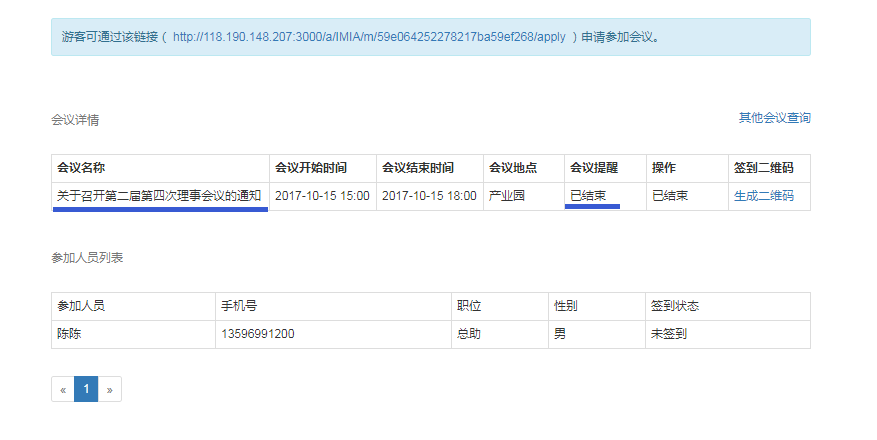 游客可通过该链接（ http://118.190.148.207:3000/a/IMIA/m/59e064252278217ba59ef268/apply ）申请参加会议。
会议详情 其他会议查询
会议名称 会议开始时间 会议结束时间 会议地点 会议提醒 操作 签到二维码
关于召开第二届第四次理事会议的通知 2017-10-15 15:00 2017-10-15 18:00 产业园 已结束 已结束 生成二维码
参加人员列表
参加人员 手机号 职位 性别 签到状态
陈陈 13596991200 总助 男 未签到
« 1 »